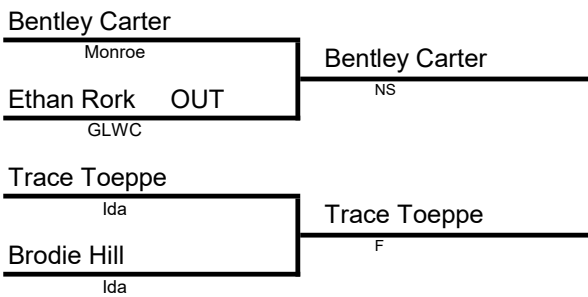 Bentley Carter
Monroe
Bentley Carter
NS
Ethan Rork OUT
GLWC
Trace Toeppe
Ida
Trace Toeppe
F
Brodie Hill
Ida